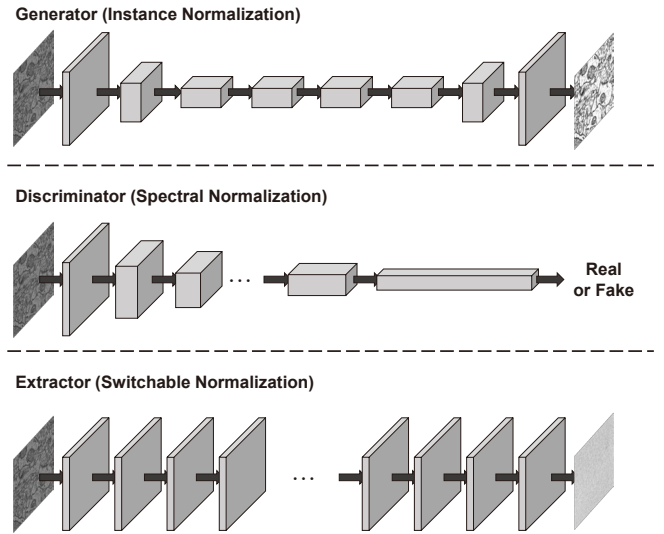 Generator (Instance Normalization)
Discriminator (Spectral Normalization)
...
Real
or Fake
Extractor (Switchable Normalization)
...